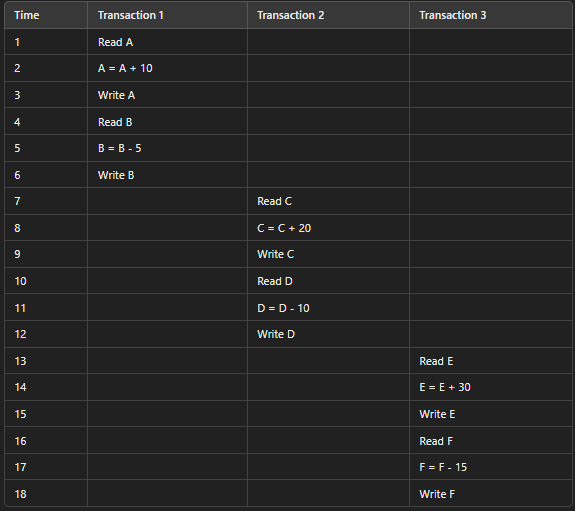 Time Transaction 1 Transaction 2 Transaction 3
1 Read A
2 A = A + 10
3 Write A
4 Read B
5 B = B - 5
6 Write B
7 Read C
8 C = C + 20
9 Write C
10 Read D
11 D = D - 10
12 Write D
13 Read E
14 E = E + 30
15 Write E
16 Read F
17 F = F - 15
18 Write F